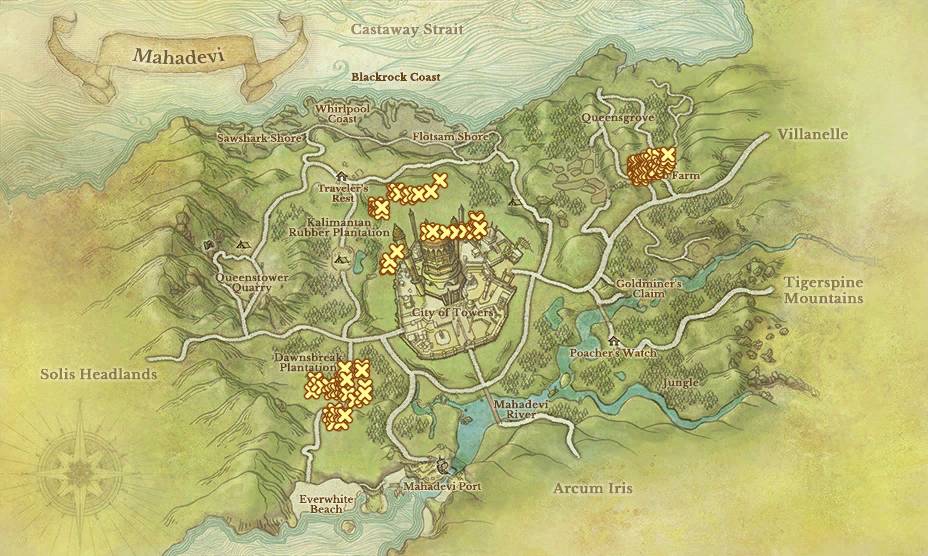 Mahadevi
Castaway Strait
Blackrock Coast
Whirlpool
Coast
Sawshark Shore
Flotsam Shore
Queensgrove
Villanelle
Farm
Traveler's
Rest
Kalimantan
Rubber Plantation
Queenstower
Quarry
City of Towers
Goldminer's
Claim
Tigerspine
Mountains
Poacher's Watch
Solis Headlands
Dawnsbreak
Plantation
Jungle
Mahadevi
River
Mahadevi Port
Everwhite
Beach
Arcum Iris